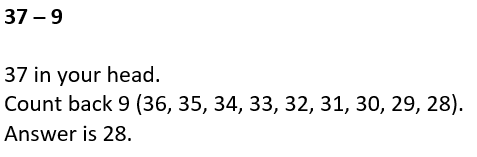 37 – 9
37 in your head.
Count back 9 (36, 35, 34, 33, 32, 31, 30, 29, 28).
Answer is 28.